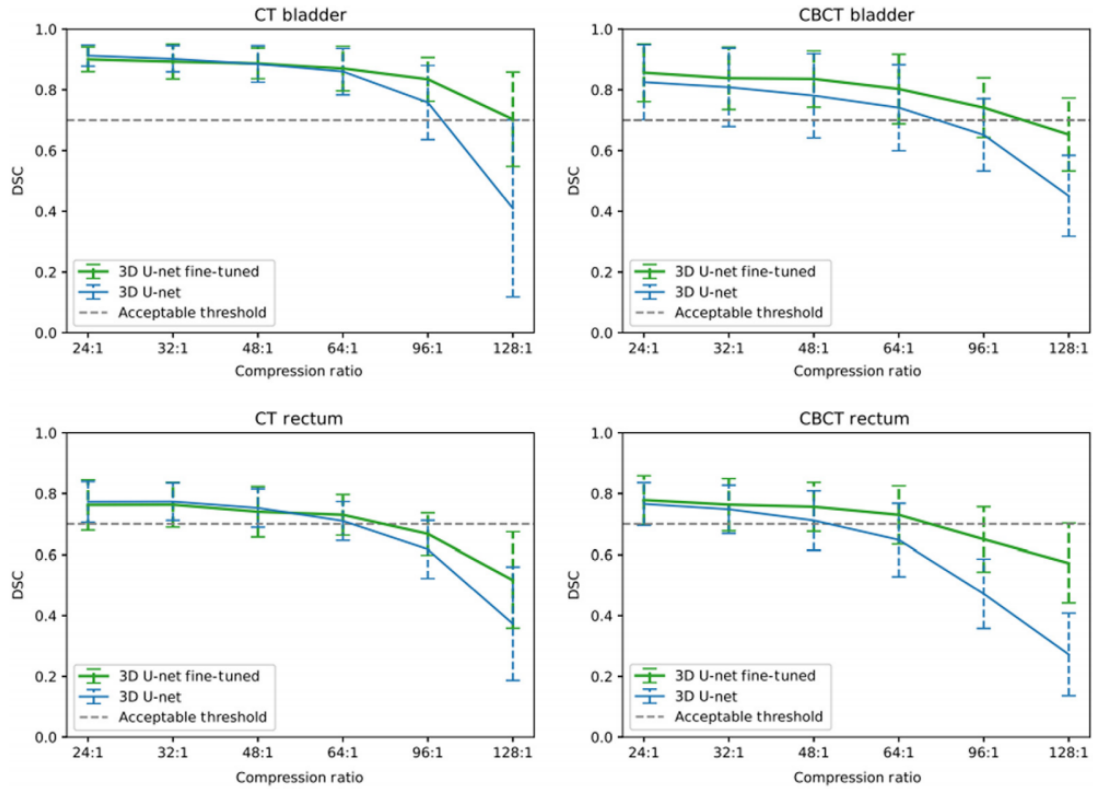 CT bladder
1.0
0.8
0.6
0.4
0.2
0.0
DSC
3D U-net fine-tuned
3D U-net
Acceptable threshold
24:1 32:1 48:1 64:1 96:1 128:1
Compression ratio
CBCT bladder
1.0
0.8
0.6
0.4
0.2
0.0
DSC
3D U-net fine-tuned
3D U-net
Acceptable threshold
24:1 32:1 48:1 64:1 96:1 128:1
Compression ratio
CT rectum
1.0
0.8
0.6
0.4
0.2
0.0
DSC
3D U-net fine-tuned
3D U-net
Acceptable threshold
24:1 32:1 48:1 64:1 96:1 128:1
Compression ratio
CBCT rectum
1.0
0.8
0.6
0.4
0.2
0.0
DSC
3D U-net fine-tuned
3D U-net
Acceptable threshold
24:1 32:1 48:1 64:1 96:1 128:1
Compression ratio